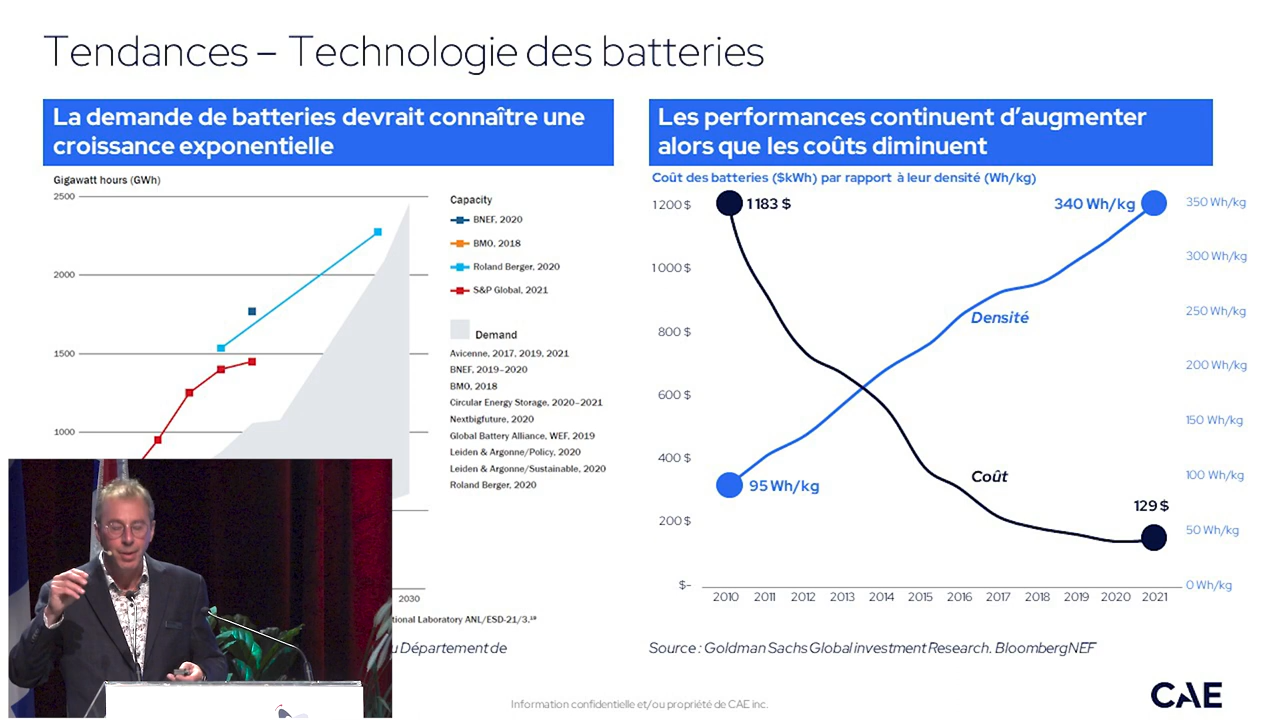 Tendances – Technologie des batteries
La demande de batteries devrait connaître une
croissance exponentielle
Gigawatt hours (GWh)
2500
2000
1500
1000
2030
Capacity
BNEF, 2020
BMO, 2018
Roland Berger, 2020
S&P Global, 2021
Demand
Avicenne, 2017, 2019, 2021
BNEF, 2019–2020
BMO, 2018
Circular Energy Storage, 2020–2021
Nextbigfuture, 2020
Global Battery Alliance, WEF, 2019
Leiden & Argonne/Policy, 2020
Leiden & Argonne/Sustainable, 2020
Roland Berger, 2020
Laboratory ANL/ESD-21/3.¹⁹
Département de
Les performances continuent d’augmenter
alors que les coûts diminuent
Coût des batteries ($kWh) par rapport à leur densité (Wh/kg)
1200 $
1000 $
800 $
600 $
400 $
200 $
$-
1 183 $
340 Wh/kg
Densité
95 Wh/kg
Coût
129 $
350 Wh/kg
300 Wh/kg
250 Wh/kg
200 Wh/kg
150 Wh/kg
100 Wh/kg
50 Wh/kg
0 Wh/kg
2010 2011 2012 2013 2014 2015 2016 2017 2018 2019 2020 2021
Source : Goldman Sachs Global investment Research. BloombergNEF
Information confidentielle et/ou propriété de CAE inc.
CAE